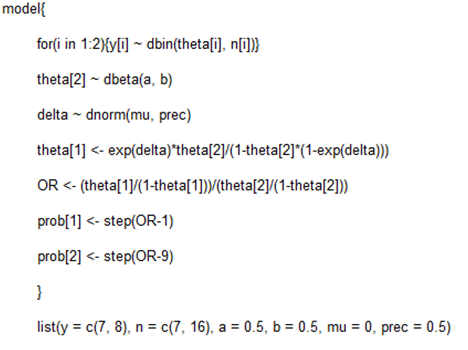 model{
for(i in 1:2){y[i] ~ dbin(theta[i], n[i])}
theta[2] ~ dbeta(a, b)
delta ~ dnorm(mu, prec)
theta[1] <- exp(delta)*theta[2]/(1-theta[2]*(1-exp(delta)))
OR <- (theta[1]/(1-theta[1]))/(theta[2]/(1-theta[2]))
prob[1] <- step(OR-1)
prob[2] <- step(OR-9)
}
list(y = c(7, 8), n = c(7, 16), a = 0.5, b = 0.5, mu = 0, prec = 0.5)